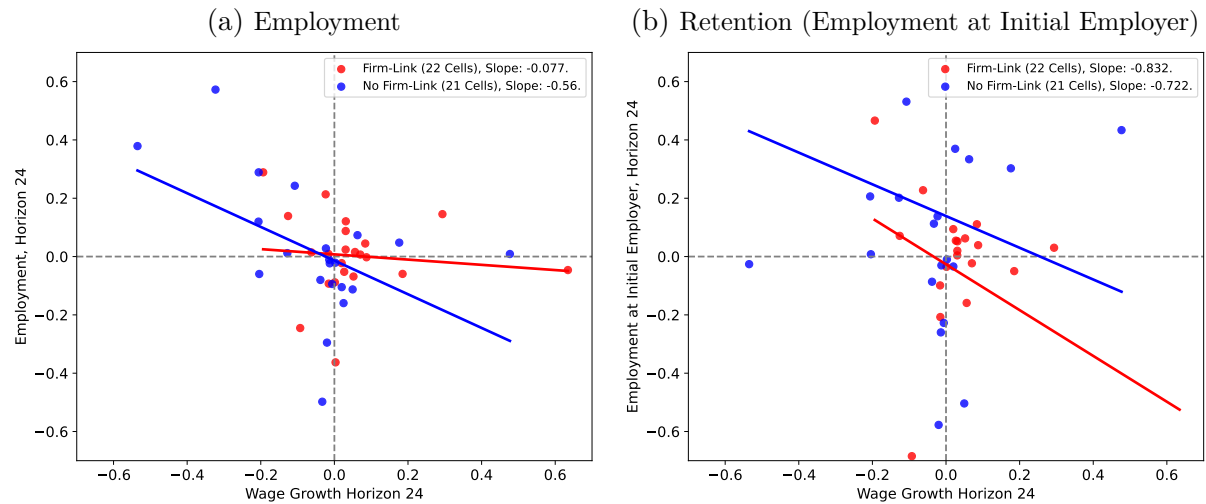 (a) Employment
Firm-Link (22 Cells), Slope: -0.077.
No Firm-Link (21 Cells), Slope: -0.56.
Employment, Horizon 24
0.6
0.4
0.2
0.0
−0.2
−0.4
−0.6
−0.6 −0.4 −0.2 0.0 0.2 0.4 0.6
Wage Growth Horizon 24
(b) Retention (Employment at Initial Employer)
Firm-Link (22 Cells), Slope: -0.832.
No Firm-Link (21 Cells), Slope: -0.722.
Employment at Initial Employer, Horizon 24
0.6
0.4
0.2
0.0
−0.2
−0.4
−0.6
−0.6 −0.4 −0.2 0.0 0.2 0.4 0.6
Wage Growth Horizon 24